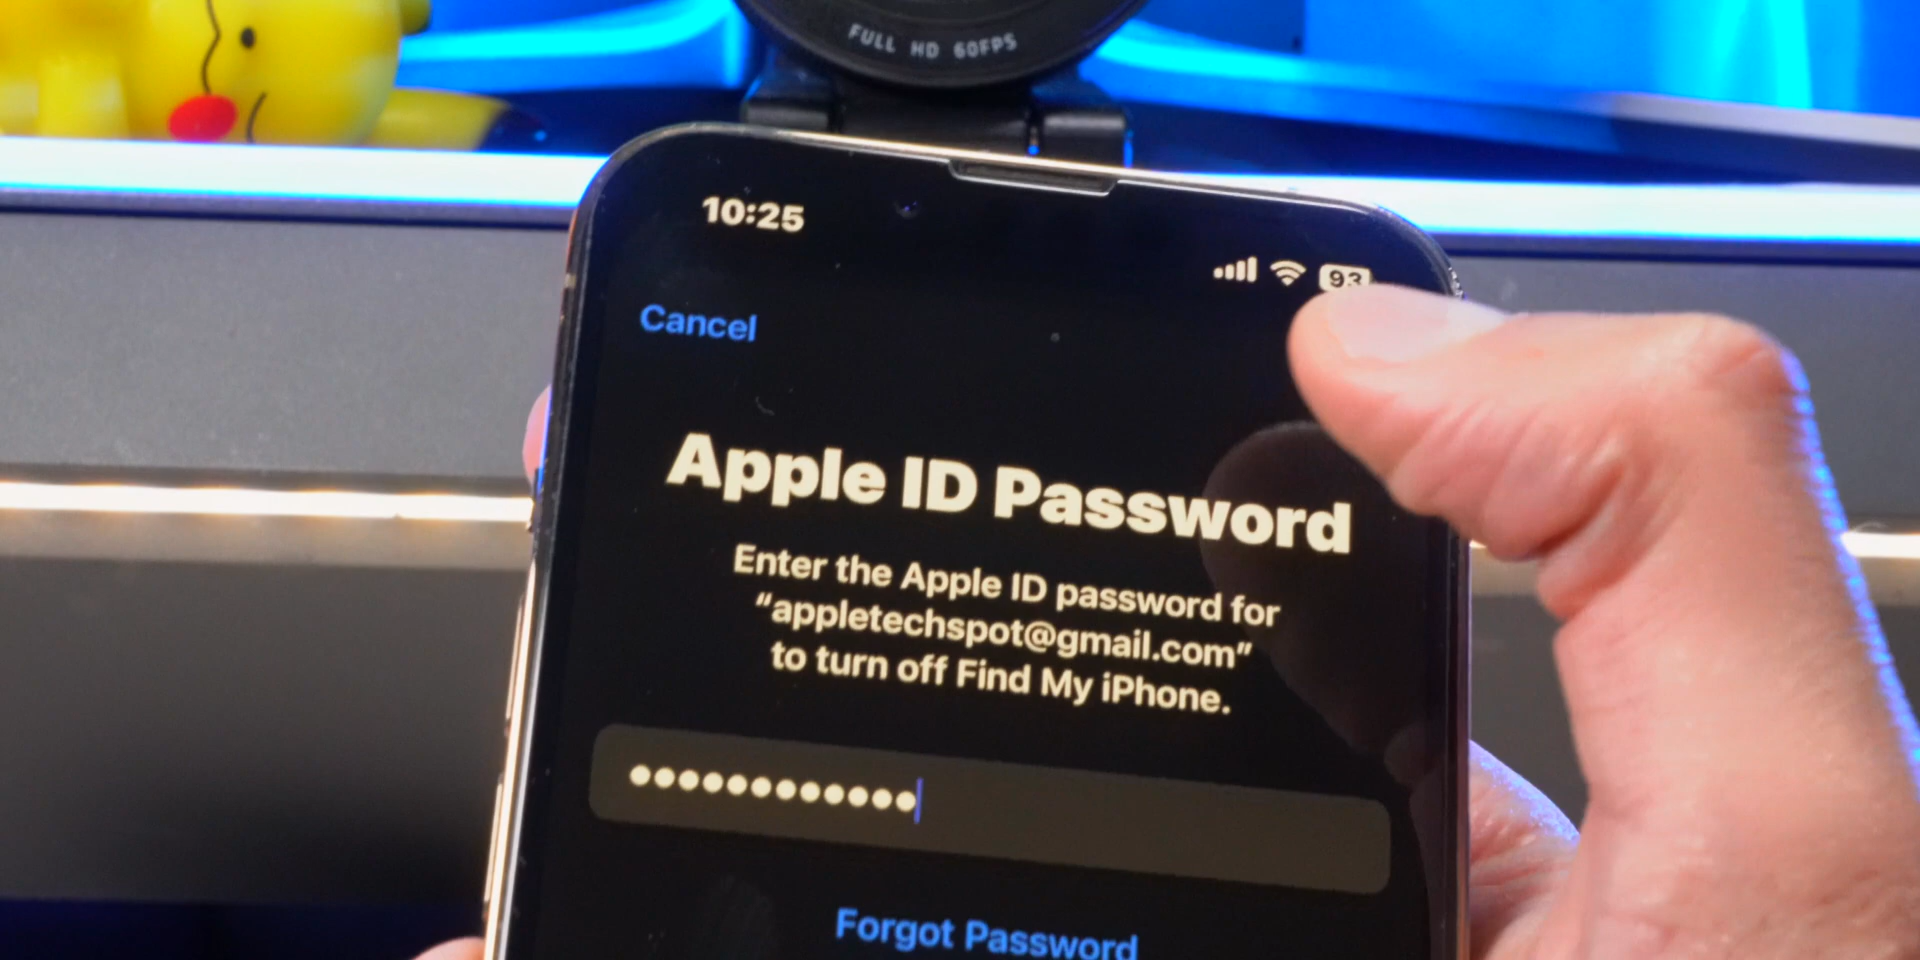 FULL HD 60FPS
10:25
93
Cancel
Apple ID Password
Enter the Apple ID password for
“appletechspot@gmail.com”
to turn off Find My iPhone.
Forgot Password